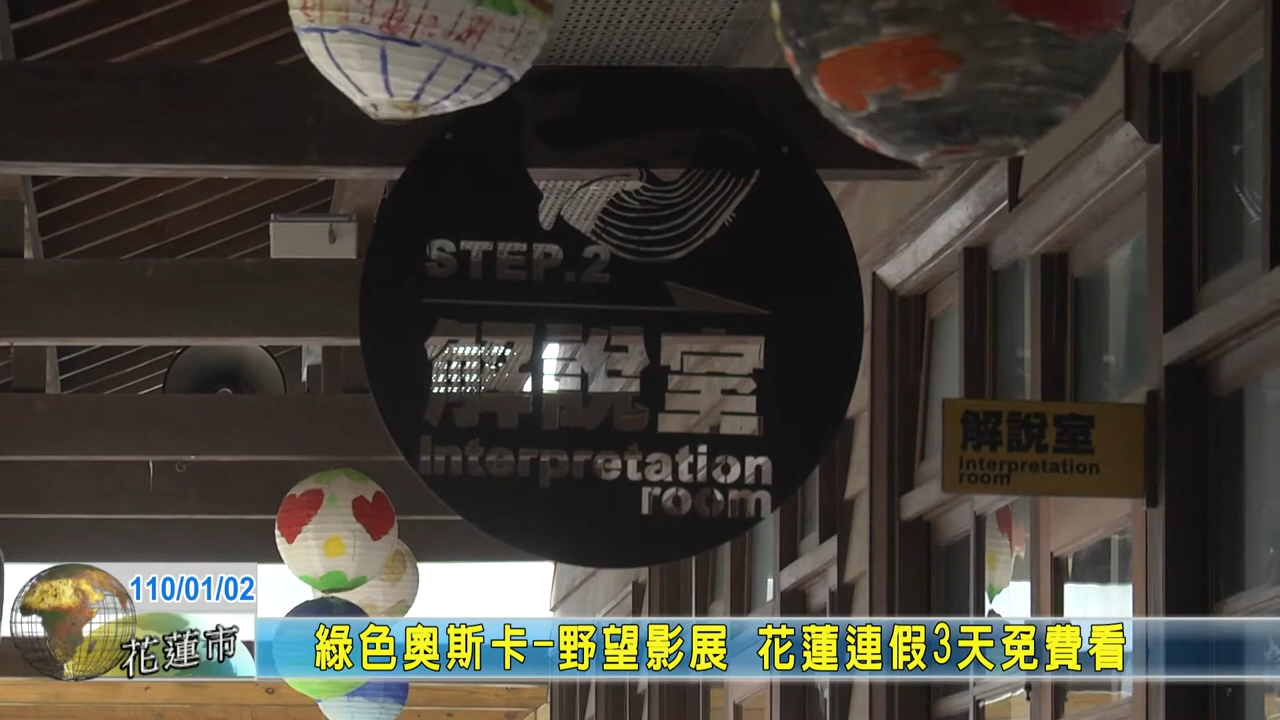 STEP.2
解說室
Interpretation
room
解說室
Interpretation
room
110/01/02
花蓮市
綠色奧斯卡-野望影展 花蓮連假3天免費看